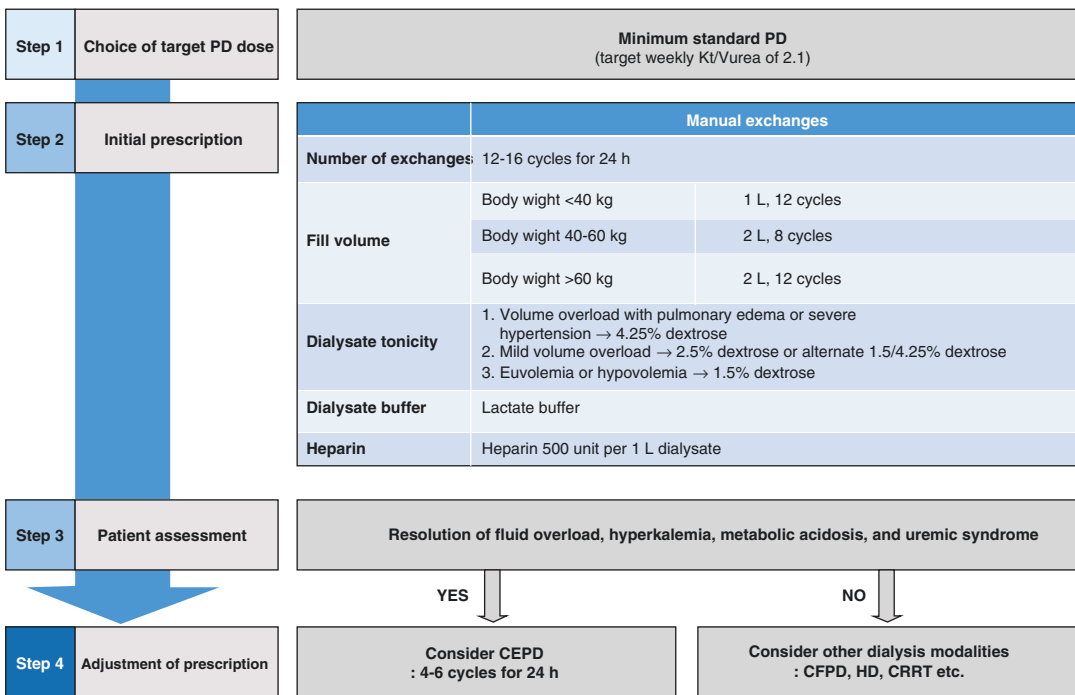 Step 1
Choice of target PD dose
Minimum standard PD
(target weekly Kt/Vurea of 2.1)
Step 2
Initial prescription
Manual exchanges
Number of exchanges 12-16 cycles for 24 h
Fill volume
Body wight <40 kg 1 L, 12 cycles
Body wight 40-60 kg 2 L, 8 cycles
Body wight >60 kg 2 L, 12 cycles
Dialysate tonicity
1. Volume overload with pulmonary edema or severe
hypertension → 4.25% dextrose
2. Mild volume overload → 2.5% dextrose or alternate 1.5/4.25% dextrose
3. Euvolemia or hypovolemia → 1.5% dextrose
Dialysate buffer Lactate buffer
Heparin Heparin 500 unit per 1 L dialysate
Step 3
Patient assessment
Resolution of fluid overload, hyperkalemia, metabolic acidosis, and uremic syndrome
YES
NO
Step 4
Adjustment of prescription
Consider CEPD
: 4-6 cycles for 24 h
Consider other dialysis modalities
: CFPD, HD, CRRT etc.